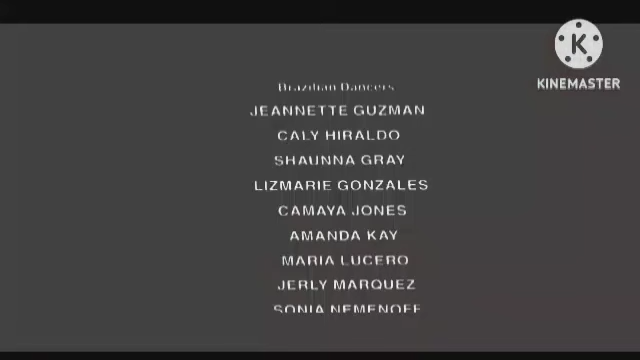 Brazilian Dancers
JEANNETTE GUZMAN
CALY HIRALDO
SHAUNNA GRAY
LIZMARIE GONZALES
CAMAYA JONES
AMANDA KAY
MARIA LUCERO
JERLY MARQUEZ
SONIA NEMENOFF
K
KINEMASTER